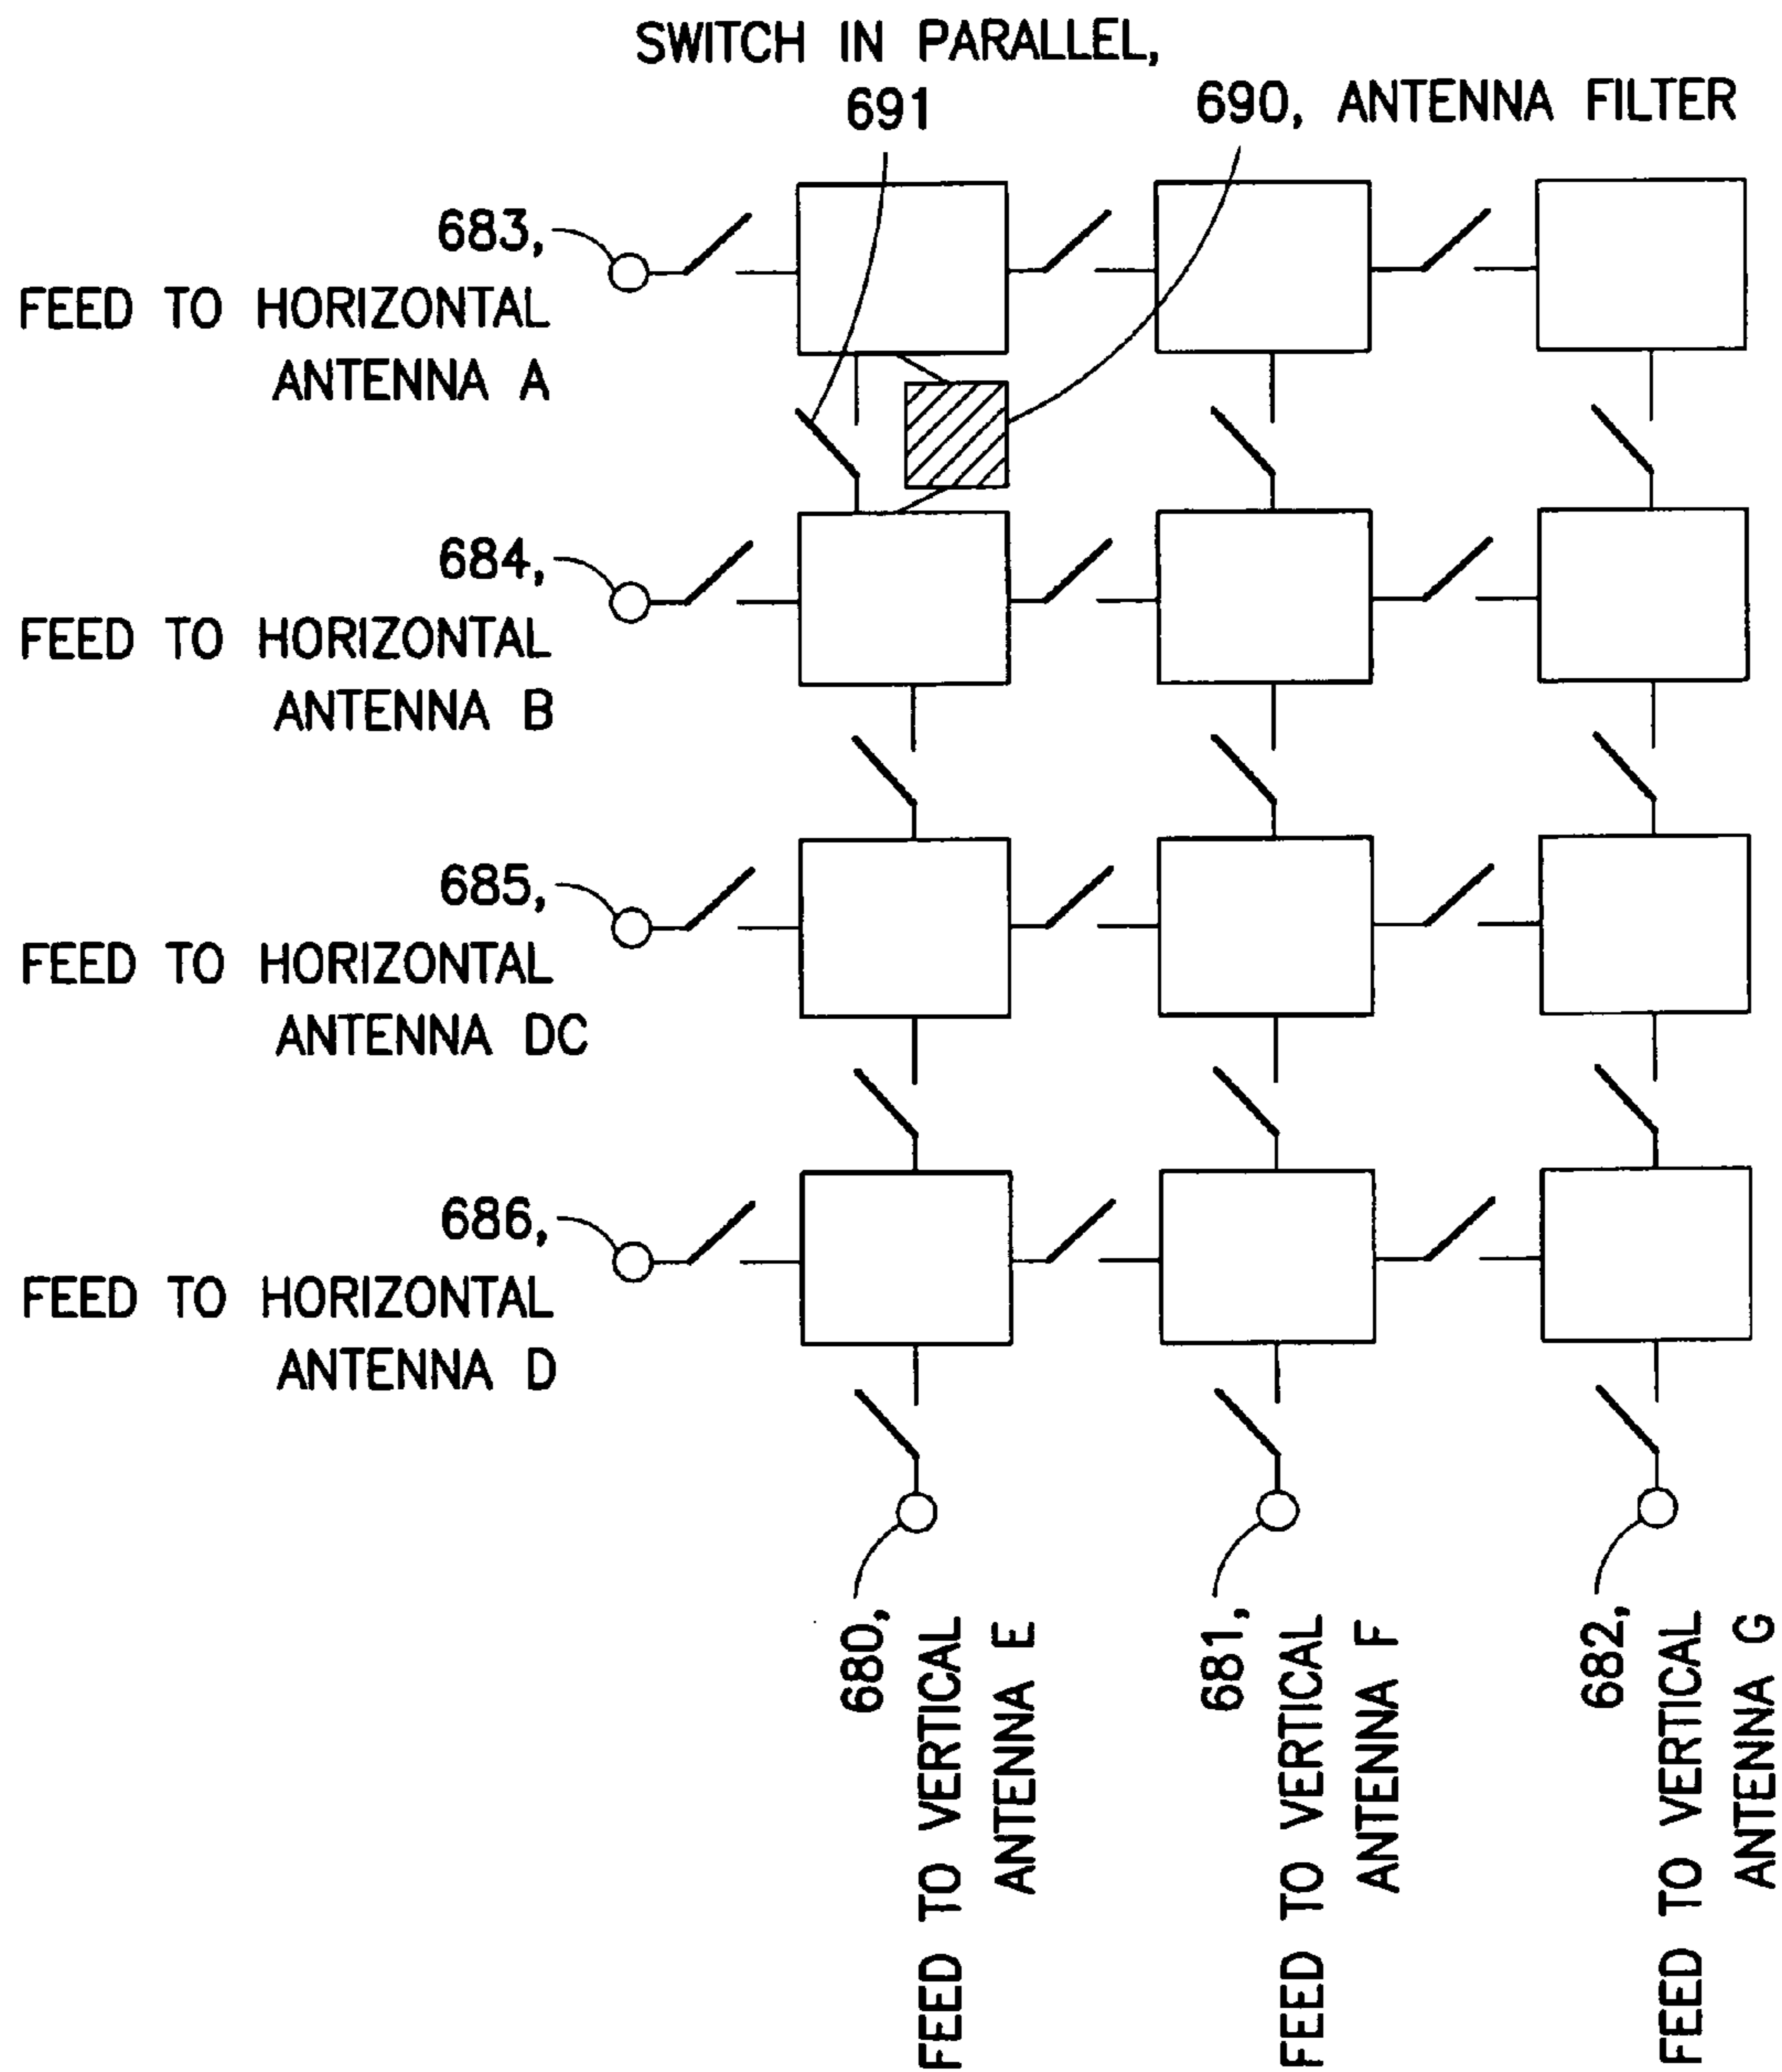 SWITCH IN PARALLEL,
691
690, ANTENNA FILTER
683,
FEED TO HORIZONTAL
ANTENNA A
684,
FEED TO HORIZONTAL
ANTENNA B
685,
FEED TO HORIZONTAL
ANTENNA DC
686,
FEED TO HORIZONTAL
ANTENNA D
680,
FEED TO VERTICAL
ANTENNA E
681,
FEED TO VERTICAL
ANTENNA F
682,
FEED TO VERTICAL
ANTENNA G